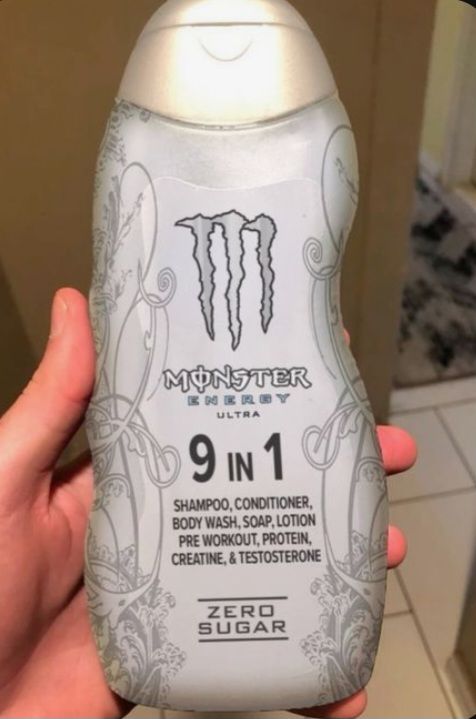 MONSTER
ENERGY
ULTRA
9 IN 1
SHAMPOO, CONDITIONER,
BODY WASH, SOAP, LOTION
PRE WORKOUT, PROTEIN,
CREATINE, & TESTOSTERONE
ZERO
SUGAR